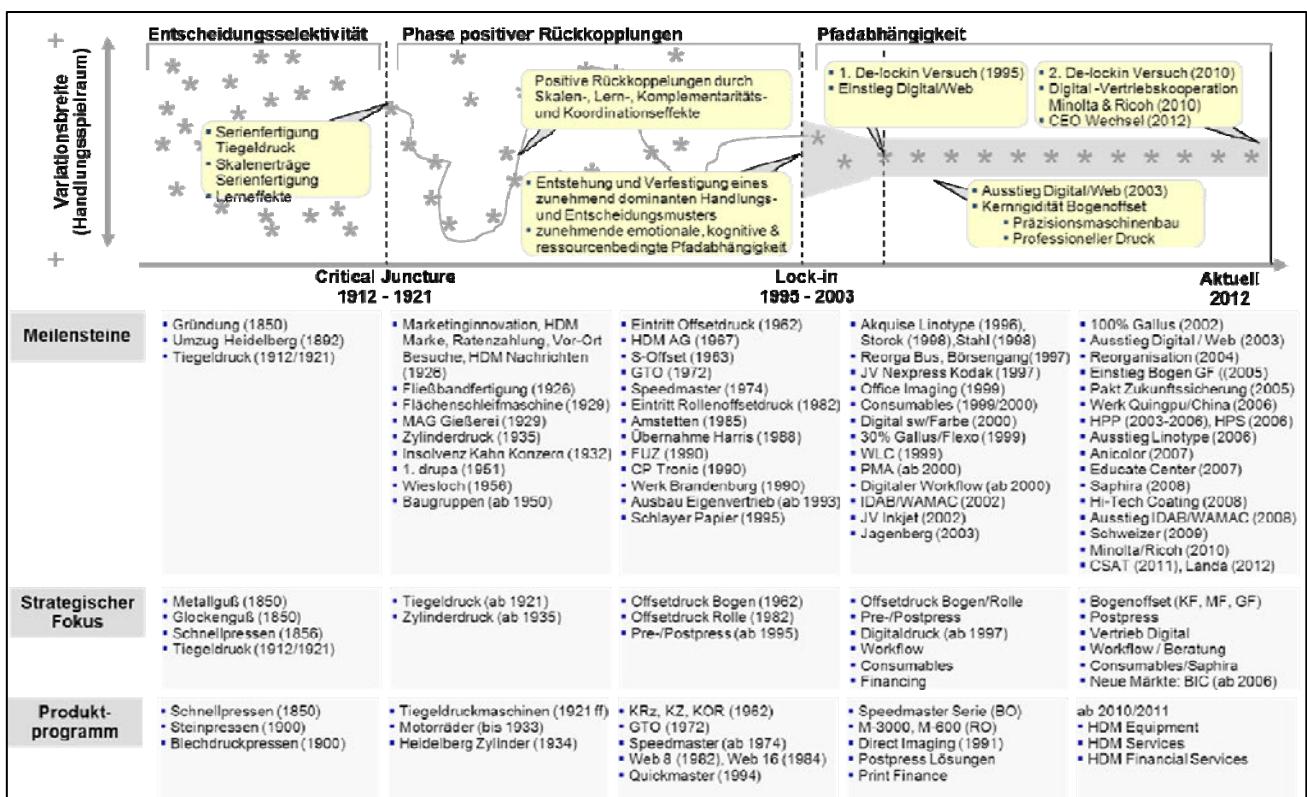 Entscheidungsselektivität
Phase positiver Rückkopplungen
Pfadabhängigkeit
+
Variationsbreite
(Handlungsspielraum)
+
▪ Serienfertigung
Tiegeldruck
▪ Skalenerträge
Serienfertigung
▪ Lerneffekte
Positive Rückkoppelungen durch
Skalen-, Lern-, Komplementaritäts-
und Koordinationseffekte
▪ Entstehung und Verfestigung eines
zunehmend dominanten Handlungs-
und Entscheidungsmusters
▪ zunehmende emotionale, kognitive &
ressourcenbedingte Pfadabhängigkeit
▪ 1. De-lockin Versuch (1995)
▪ Einstieg Digital/Web
▪ 2. De-lockin Versuch (2010)
▪ Digital -Vertriebskooperation
Minolta & Ricoh (2010)
▪ CEO Wechsel (2012)
▪ Ausstieg Digital/Web (2003)
▪ Kernrigidität Bogenoffset
▪ Präzisionsmaschinenbau
▪ Professioneller Druck
Critical Juncture
1912 - 1921
Lock-in
1995 - 2003
Aktuell
2012
Meilensteine
▪ Gründung (1850)
▪ Umzug Heidelberg (1892)
▪ Tiegeldruck (1912/1921)
▪ Marketinginnovation, HDM
Marke, Ratenzahlung, Vor-Ort
Besuche, HDM Nachrichten
(1926)
▪ Fließbandfertigung (1926)
▪ Flächenschleifmaschine (1929)
▪ MAG Gießerei (1929)
▪ Zylinderdruck (1935)
▪ Insolvenz Kahn Konzern (1932)
▪ 1. drupa (1951)
▪ Wiesloch (1956)
▪ Baugruppen (ab 1950)
▪ Eintritt Offsetdruck (1962)
▪ HDM AG (1967)
▪ S-Offset (1963)
▪ GTO (1972)
▪ Speedmaster (1974)
▪ Eintritt Rollenoffsetdruck (1982)
▪ Amstetten (1985)
▪ Übernahme Harris (1988)
▪ FUZ (1990)
▪ CP Tronic (1990)
▪ Werk Brandenburg (1990)
▪ Ausbau Eigenvertrieb (ab 1993)
▪ Schlayer Papier (1995)
▪ Akquise Linotype (1996),
Stork (1998),Stahl (1998)
▪ Reorga Bus, Börsengang(1997)
▪ JV Nexpress Kodak (1997)
▪ Office Imaging (1999)
▪ Consumables (1999/2000)
▪ Digital sw/Farbe (2000)
▪ 30% Gallus/Flexo (1999)
▪ WLC (1999)
▪ PMA (ab 2000)
▪ Digitaler Workflow (ab 2000)
▪ IDAB/WAMAC (2002)
▪ JV Inkjet (2002)
▪ Jagenberg (2003)
▪ 100% Gallus (2002)
▪ Ausstieg Digital / Web (2003)
▪ Reorganisation (2004)
▪ Einstieg Bogen GF ((2005)
▪ Pakt Zukunftssicherung (2005)
▪ Werk Quingpu/China (2006)
▪ HPP (2003-2006), HPS (2006)
▪ Ausstieg Linotype (2006)
▪ Anicolor (2007)
▪ Educate Center (2007)
▪ Saphira (2008)
▪ Hi-Tech Coating (2008)
▪ Ausstieg IDAB/WAMAC (2008)
▪ Schweizer (2009)
▪ Minolta/Ricoh (2010)
▪ CSAT (2011), Landa (2012)
Strategischer
Fokus
▪ Metallguß (1850)
▪ Glockenguß (1850)
▪ Schnellpressen (1856)
▪ Tiegeldruck (1912/1921)
▪ Tiegeldruck (ab 1921)
▪ Zylinderdruck (ab 1935)
▪ Offsetdruck Bogen (1962)
▪ Offsetdruck Rolle (1982)
▪ Pre-/Postpress (ab 1995)
▪ Offsetdruck Bogen/Rolle
▪ Pre-/Postpress
▪ Digitaldruck (ab 1997)
▪ Workflow
▪ Consumables
▪ Financing
▪ Bogenoffset (KF, MF, GF)
▪ Postpress
▪ Vertrieb Digital
▪ Workflow / Beratung
▪ Consumables/Saphira
▪ Neue Märkte: BIC (ab 2006)
Produkt-
programm
▪ Schnellpressen (1850)
▪ Steinpressen (1900)
▪ Blechdruckpressen (1900)
▪ Tiegeldruckmaschinen (1921 ff)
▪ Motorräder (bis 1933)
▪ Heidelberg Zylinder (1934)
▪ KRz, KZ, KOR (1962)
▪ GTO (1972)
▪ Speedmaster (ab 1974)
▪ Web 8 (1982), Web 16 (1984)
▪ Quickmaster (1994)
▪ Speedmaster Serie (BO)
▪ M-3000, M-600 (RO)
▪ Direct Imaging (1991)
▪ Postpress Lösungen
▪ Print Finance
ab 2010/2011
▪ HDM Equipment
▪ HDM Services
▪ HDM Financial Services